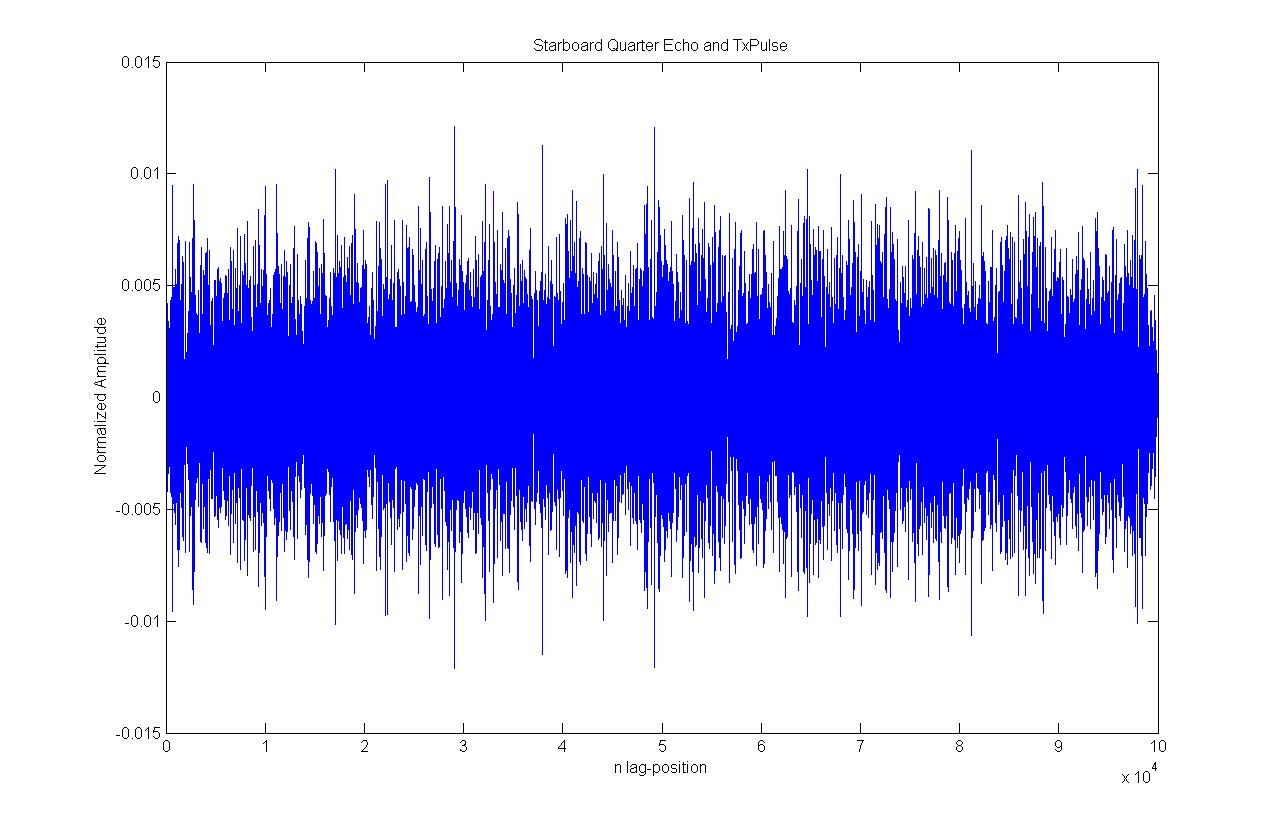 Starboard Quarter Echo and TxPulse
0.015
0.01
0.005
0
-0.005
-0.01
-0.015
Normalized Amplitude
0 1 2 3 4 5 6 7 8 9 10
n lag-position
x 10^4